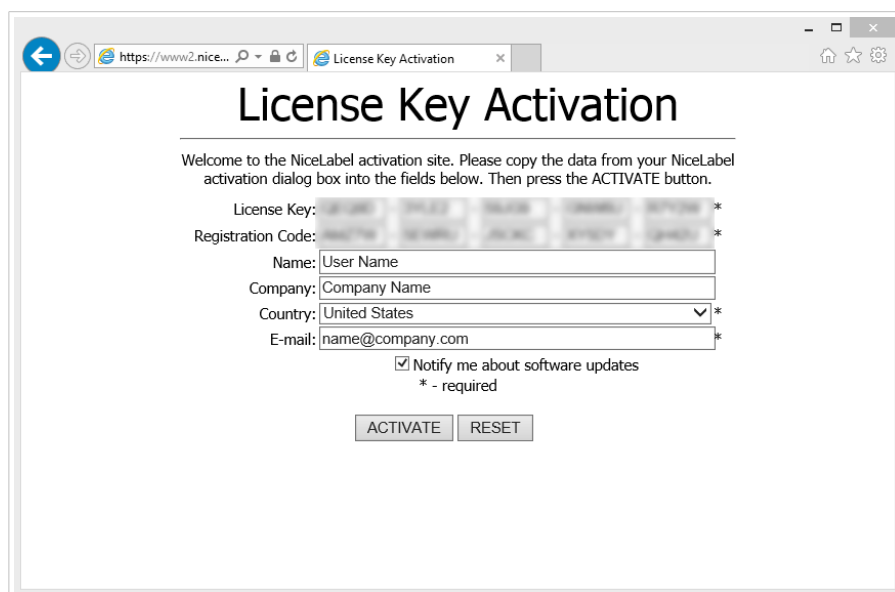 https://www2.nice...
License Key Activation
License Key Activation
Welcome to the NiceLabel activation site. Please copy the data from your NiceLabel
activation dialog box into the fields below. Then press the ACTIVATE button.
License Key: - - - - *
Registration Code: - - - - *
Name: User Name
Company: Company Name
Country: United States *
E-mail: name@company.com *
Notify me about software updates
* - required
ACTIVATE RESET